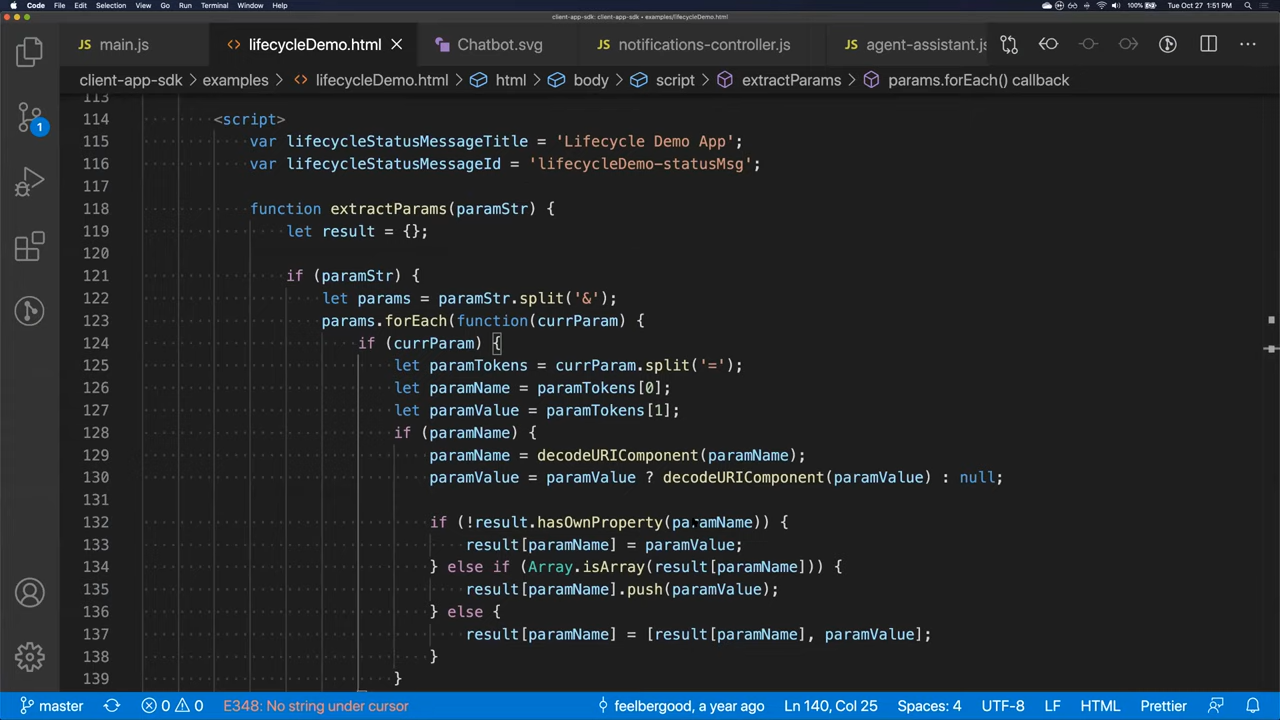 Code File Edit Selection View Go Run Terminal Window Help 100% Tue Oct 27 1:51 PM
client-app-sdk: client-app-sdk • examples/lifecycleDemo.html
JS main.js <> lifecycleDemo.html Chatbot.svg JS notifications-controller.js JS agent-assistant.js
client-app-sdk > examples > <> lifecycleDemo.html > html > body > script > extractParams > params.forEach() callback
113
114 <script>
115 var lifecycleStatusMessageTitle = 'Lifecycle Demo App';
116 var lifecycleStatusMessageId = 'lifecycleDemo-statusMsg';
117
118 function extractParams(paramStr) {
119 let result = {};
120
121 if (paramStr) {
122 let params = paramStr.split('&');
123 params.forEach(function(currParam) {
124 if (currParam) {
125 let paramTokens = currParam.split('=');
126 let paramName = paramTokens[0];
127 let paramValue = paramTokens[1];
128 if (paramName) {
129 paramName = decodeURIComponent(paramName);
130 paramValue = paramValue ? decodeURIComponent(paramValue) : null;
131
132 if (!result.hasOwnProperty(paramName)) {
133 result[paramName] = paramValue;
134 } else if (Array.isArray(result[paramName])) {
135 result[paramName].push(paramValue);
136 } else {
137 result[paramName] = [result[paramName], paramValue];
138 }
139 }
1
master 0 0 E348: No string under cursor feelbergood, a year ago Ln 140, Col 25 Spaces: 4 UTF-8 LF HTML Prettier